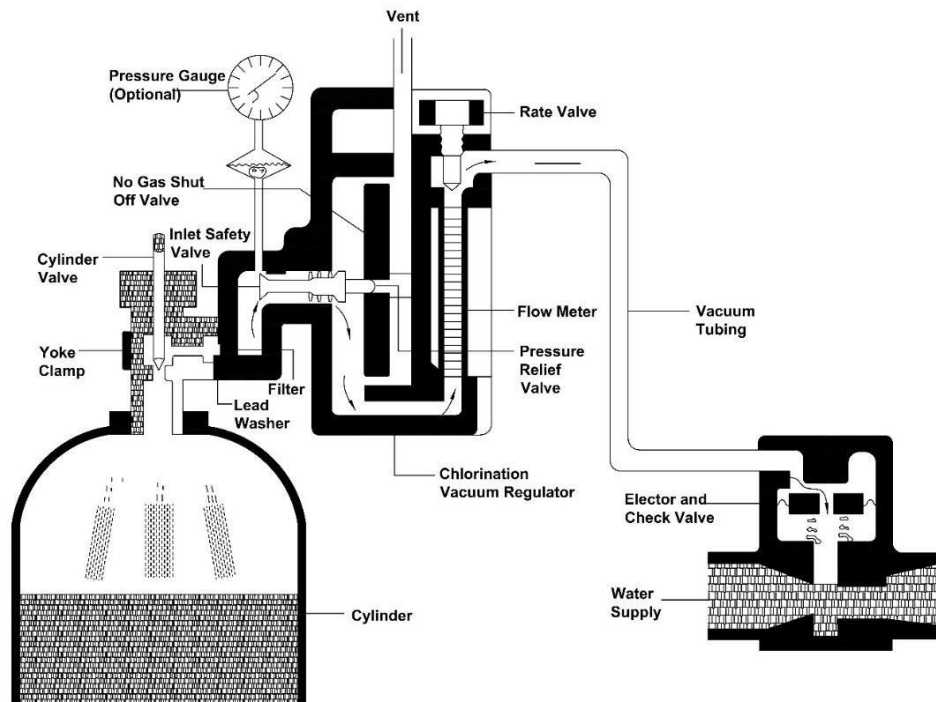 Vent
Pressure Gauge
(Optional)
Rate Valve
No Gas Shut
Off Valve
Inlet Safety
Valve
Cylinder
Valve
Flow Meter
Vacuum
Tubing
Yoke
Clamp
Pressure
Relief
Valve
Filter
Lead
Washer
Chlorination
Vacuum Regulator
Elector and
Check Valve
Water
Supply
Cylinder